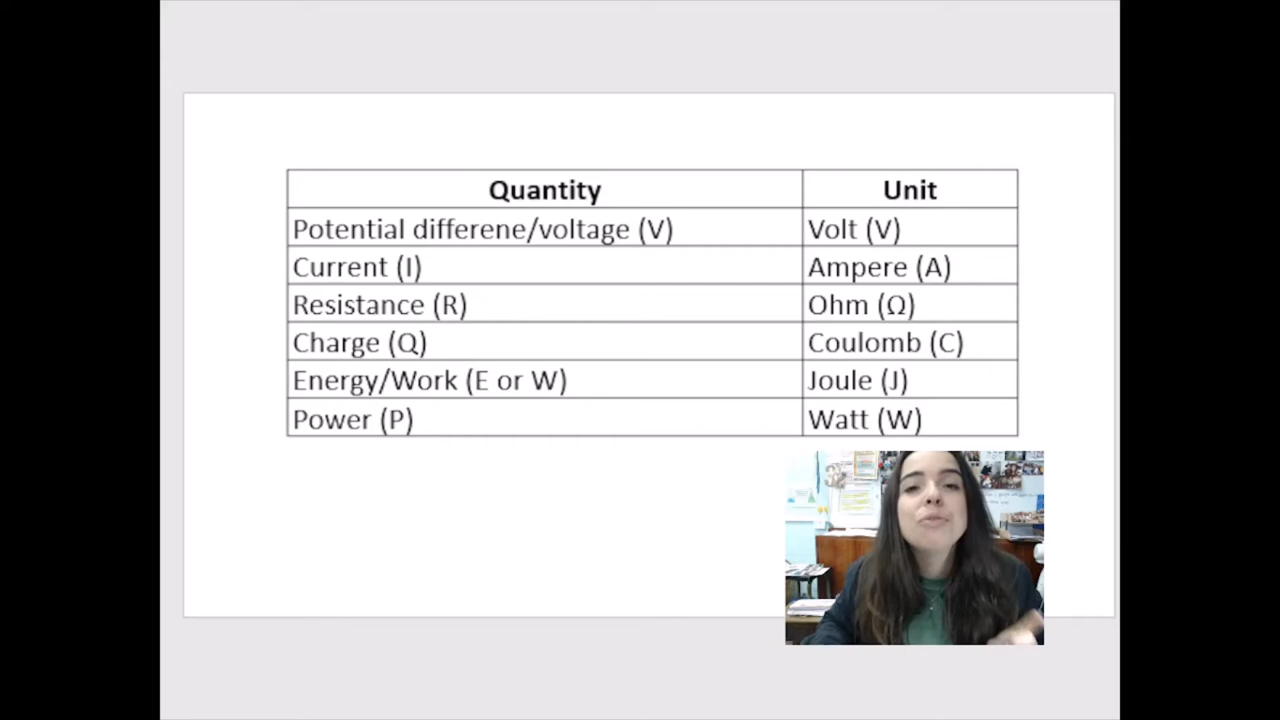 Quantity Unit
Potential differene/voltage (V) Volt (V)
Current (I) Ampere (A)
Resistance (R) Ohm (Ω)
Charge (Q) Coulomb (C)
Energy/Work (E or W) Joule (J)
Power (P) Watt (W)